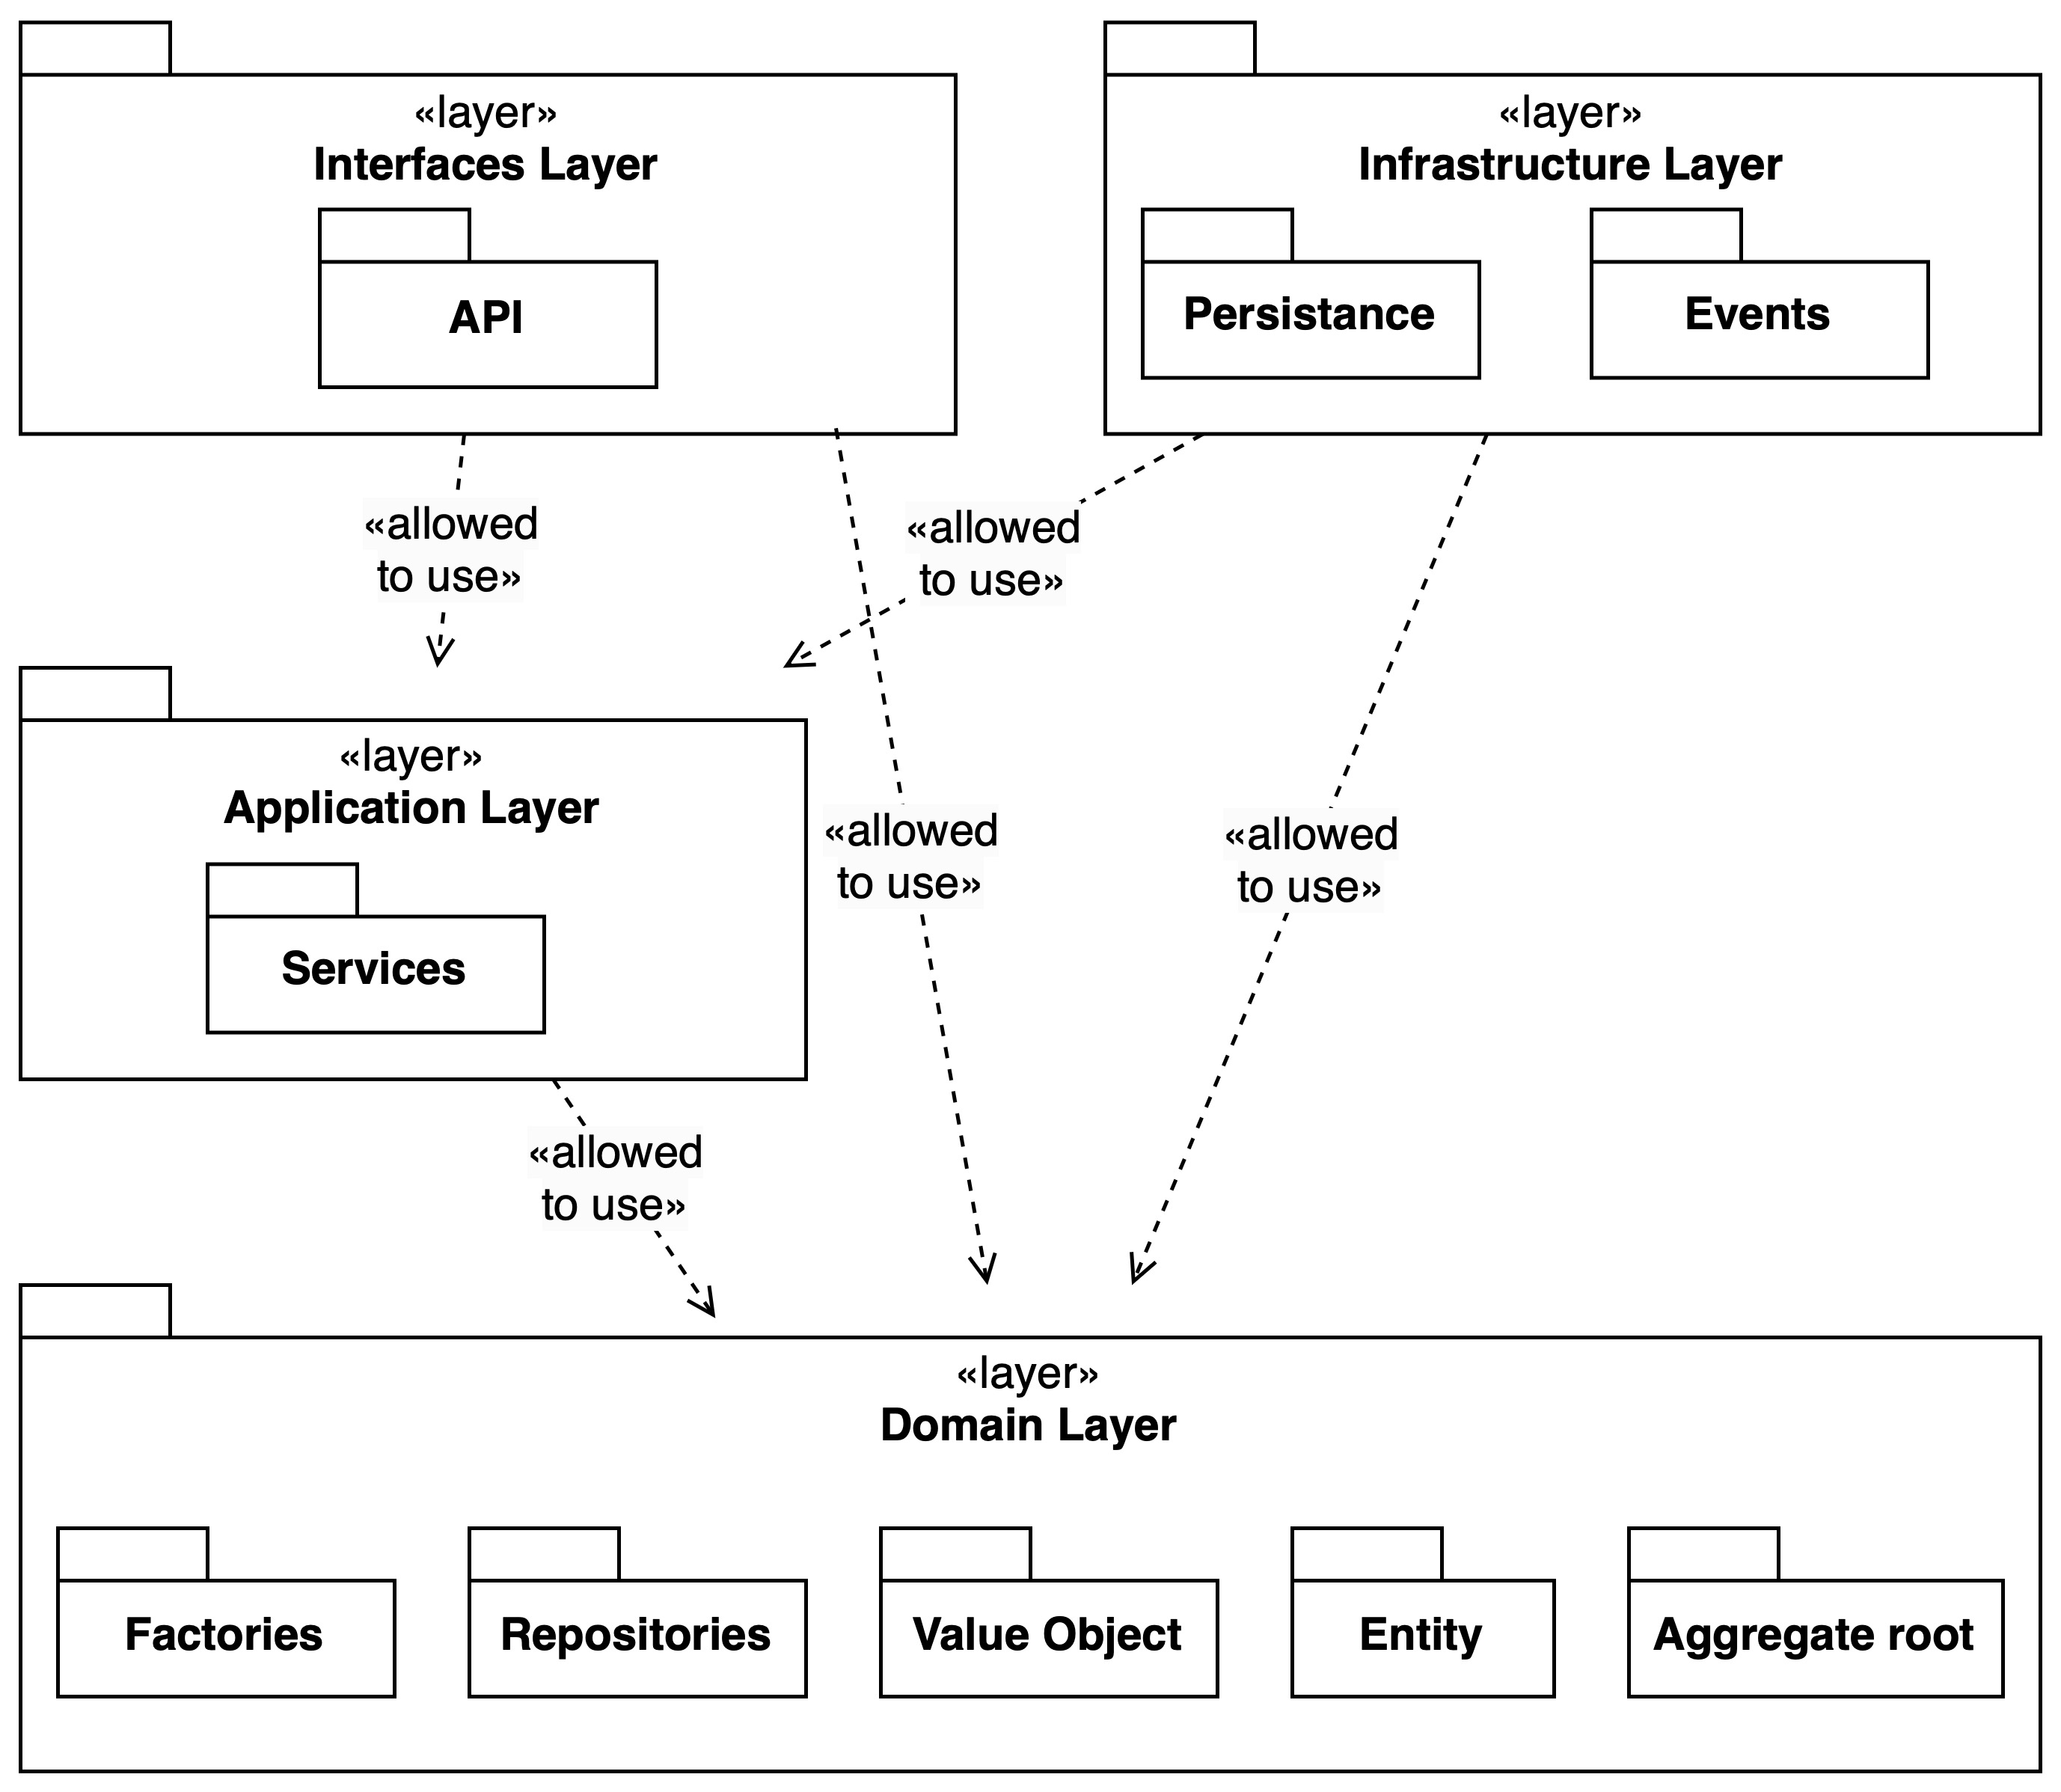 «layer»
Interfaces Layer
API
«layer»
Infrastructure Layer
Persistance
Events
«allowed
to use»
«allowed
to use»
«layer»
Application Layer
Services
«allowed
to use»
«allowed
to use»
«allowed
to use»
«layer»
Domain Layer
Factories
Repositories
Value Object
Entity
Aggregate root